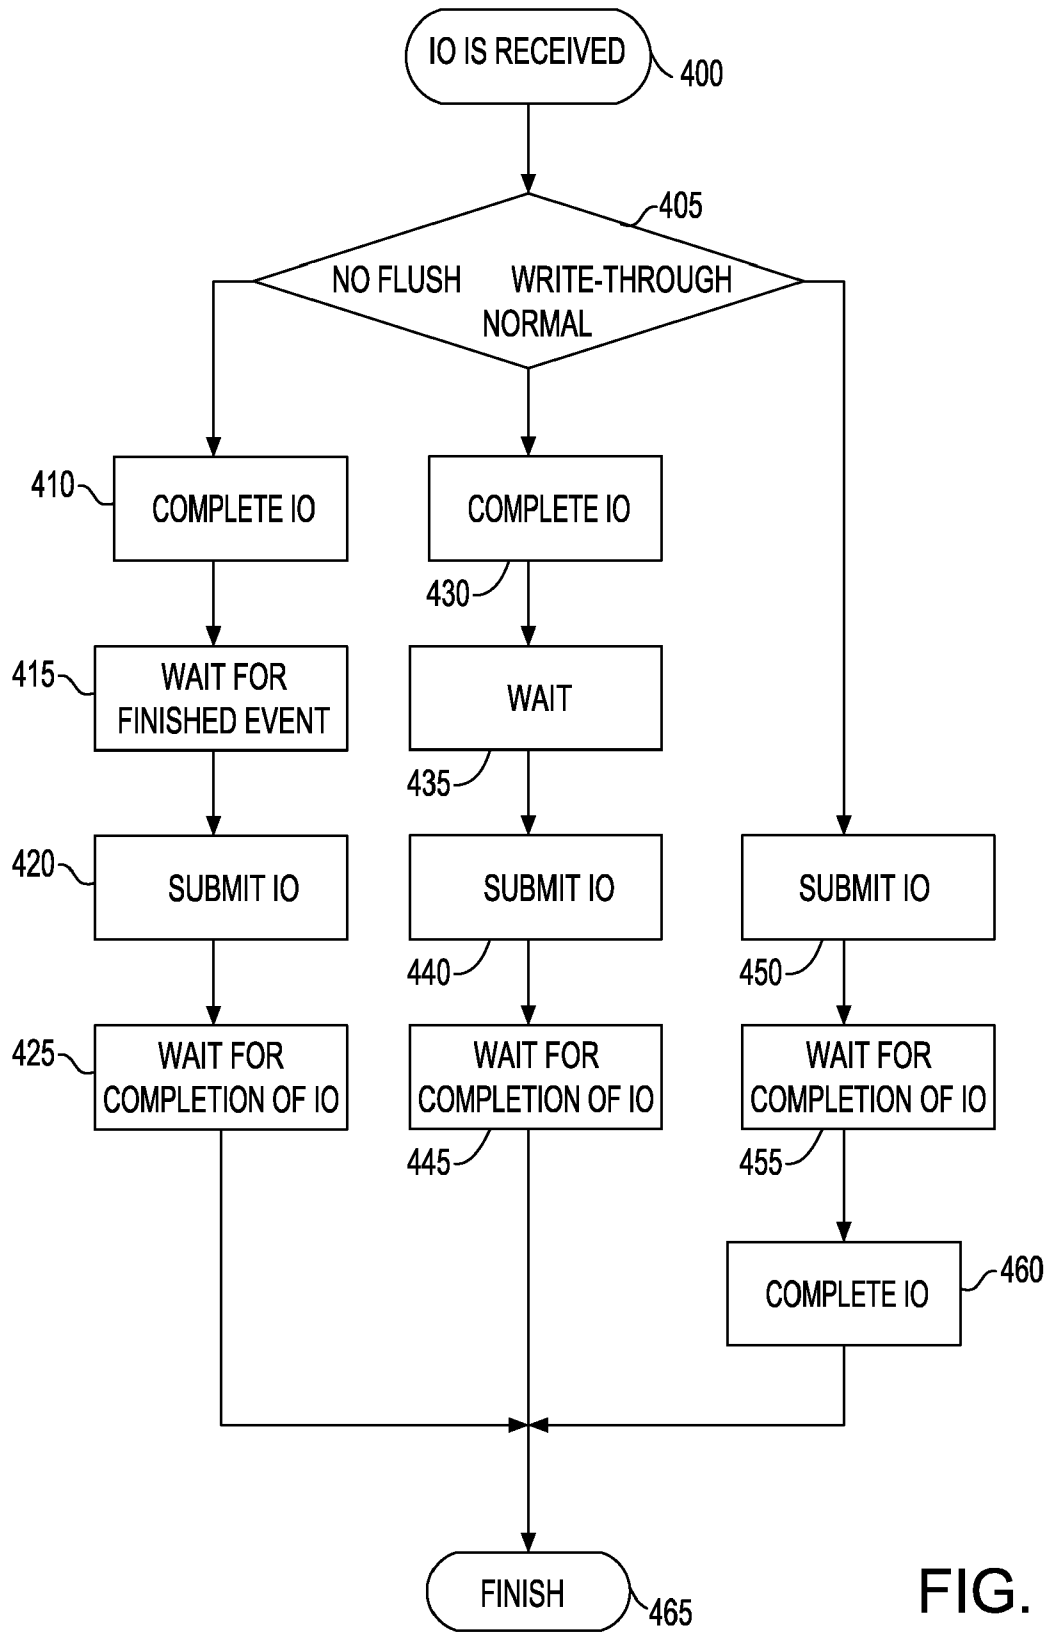 IO IS RECEIVED
400
405
NO FLUSH WRITE-THROUGH
NORMAL
410
COMPLETE IO
COMPLETE IO
430
415
WAIT FOR
FINISHED EVENT
WAIT
435
420
SUBMIT IO
SUBMIT IO
440
SUBMIT IO
450
425
WAIT FOR
COMPLETION OF IO
WAIT FOR
COMPLETION OF IO
445
WAIT FOR
COMPLETION OF IO
455
COMPLETE IO
460
FINISH
465
FIG.